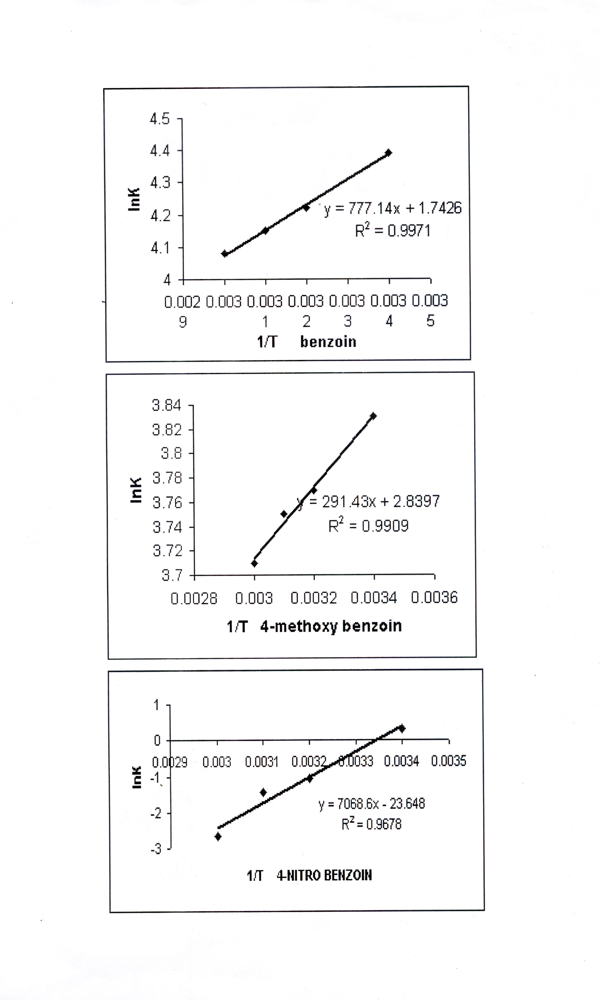 4.5
4.4
4.3
4.2
4.1
4
lnK
y = 777.14x + 1.7426
R² = 0.9971
0.002 0.003 0.003 0.003 0.003 0.003 0.003
9 1 2 3 4 5
1/T benzoin
3.84
3.82
3.8
3.78
3.76
3.74
3.72
3.7
lnK
y = 291.43x + 2.8397
R² = 0.9909
0.0028 0.003 0.0032 0.0034 0.0036
1/T 4-methoxy benzoin
1
0
-1
-2
-3
lnK
0.0029 0.003 0.0031 0.0032 0.0033 0.0034 0.0035
y = 7068.6x - 23.648
R² = 0.9678
1/T 4-NITRO BENZOIN